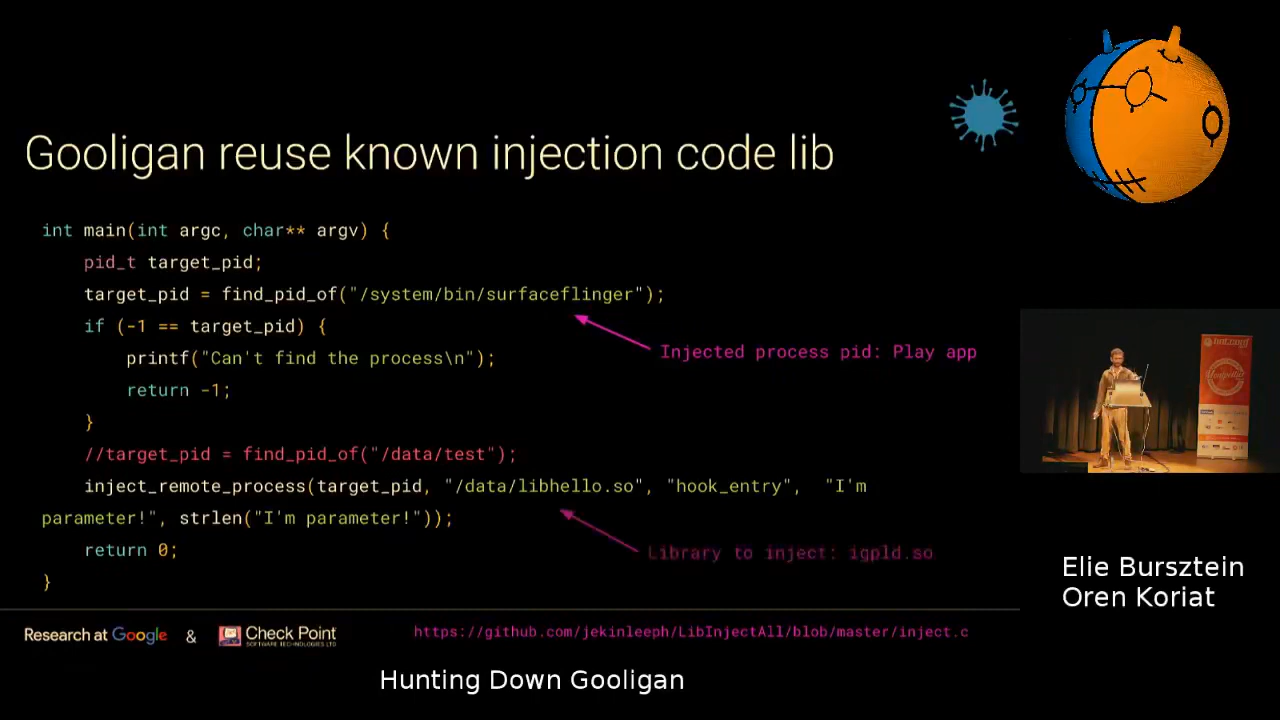 Gooligan reuse known injection code lib
int main(int argc, char** argv) {
pid_t target_pid;
target_pid = find_pid_of("/system/bin/surfaceflinger");
if (-1 == target_pid) {
Injected process pid: Play app
printf("Can't find the process\n");
return -1;
}
//target_pid = find_pid_of("/data/test");
inject_remote_process(target_pid, "/data/libhello.so", "hook_entry", "I'm
parameter!", strlen("I'm parameter!"));
return 0;
Library to inject: igpld.so
}
Elie Bursztein
Oren Koriat
Research at Google & Check Point
SOFTWARE TECHNOLOGIES LTD
https://github.com/jekinleeph/LibInjectAll/blob/master/inject.c
Hunting Down Gooligan